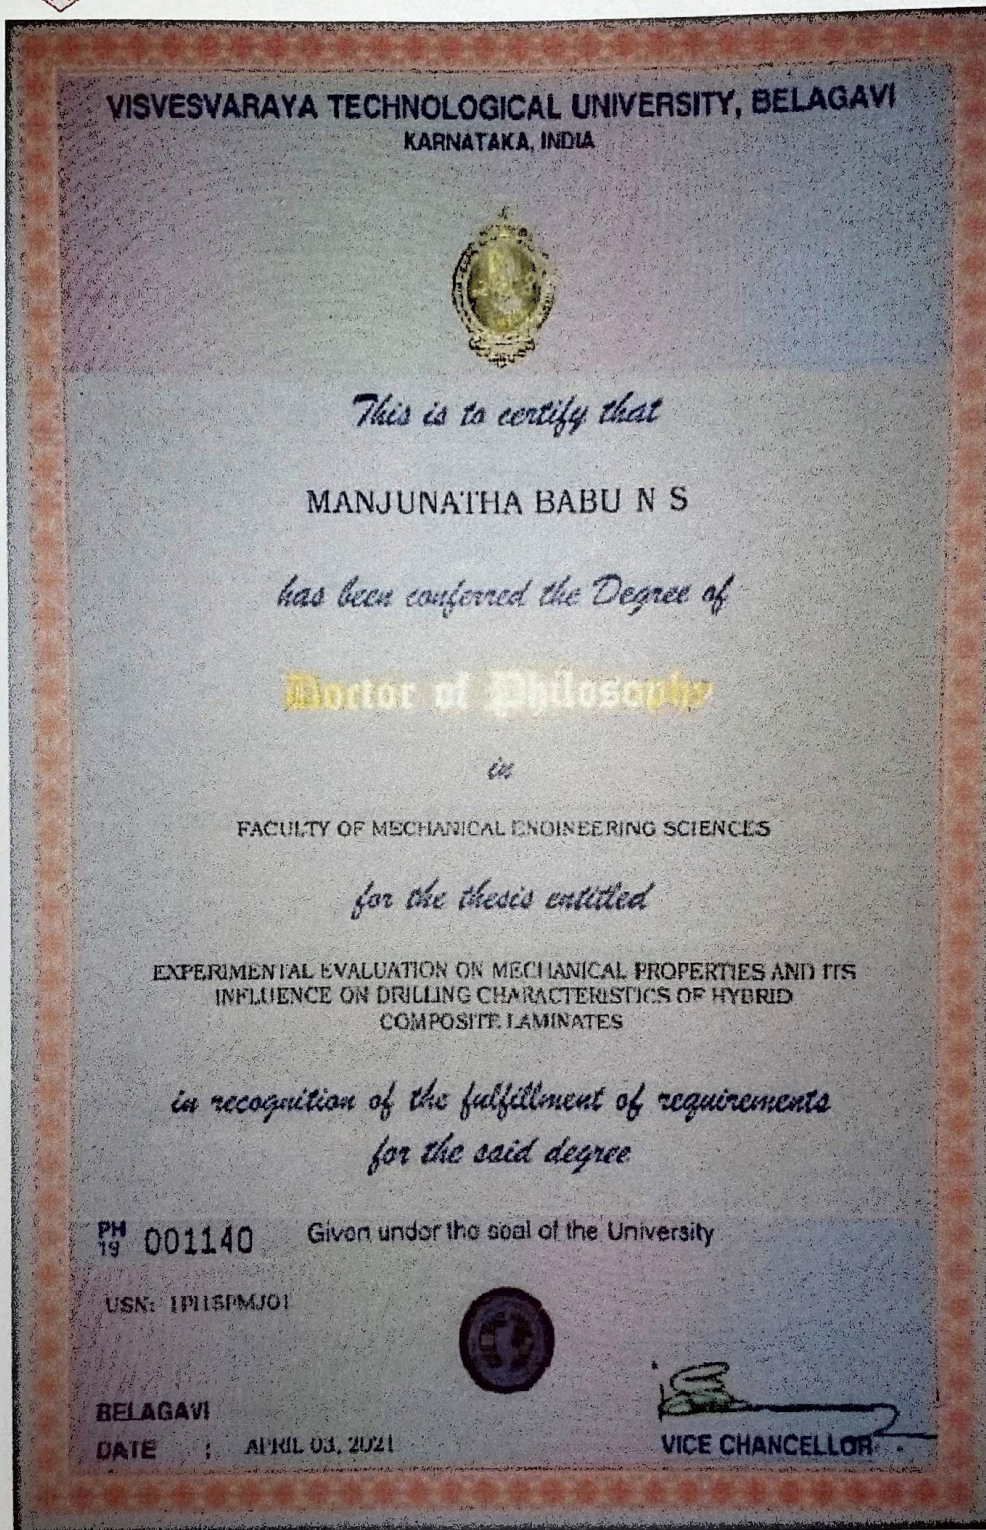 VISVESVARAYA TECHNOLOGICAL UNIVERSITY, BELAGAVI
KARNATAKA, INDIA
This is to certify that
MANJUNATHA BABU N S
has been conferred the Degree of
Doctor of Philosophy
in
FACULTY OF MECHANICAL ENGINEERING SCIENCES
for the thesis entitled
EXPERIMENTAL EVALUATION ON MECHANICAL PROPERTIES AND ITS
INFLUENCE ON DRILLING CHARACTERISTICS OF HYBRID
COMPOSITE LAMINATES
in recognition of the fulfillment of requirements
for the said degree
PH
19 001140 Given under the seal of the University
USN:
BELAGAVI
DATE : APRIL 03, 2021
VICE CHANCELLOR